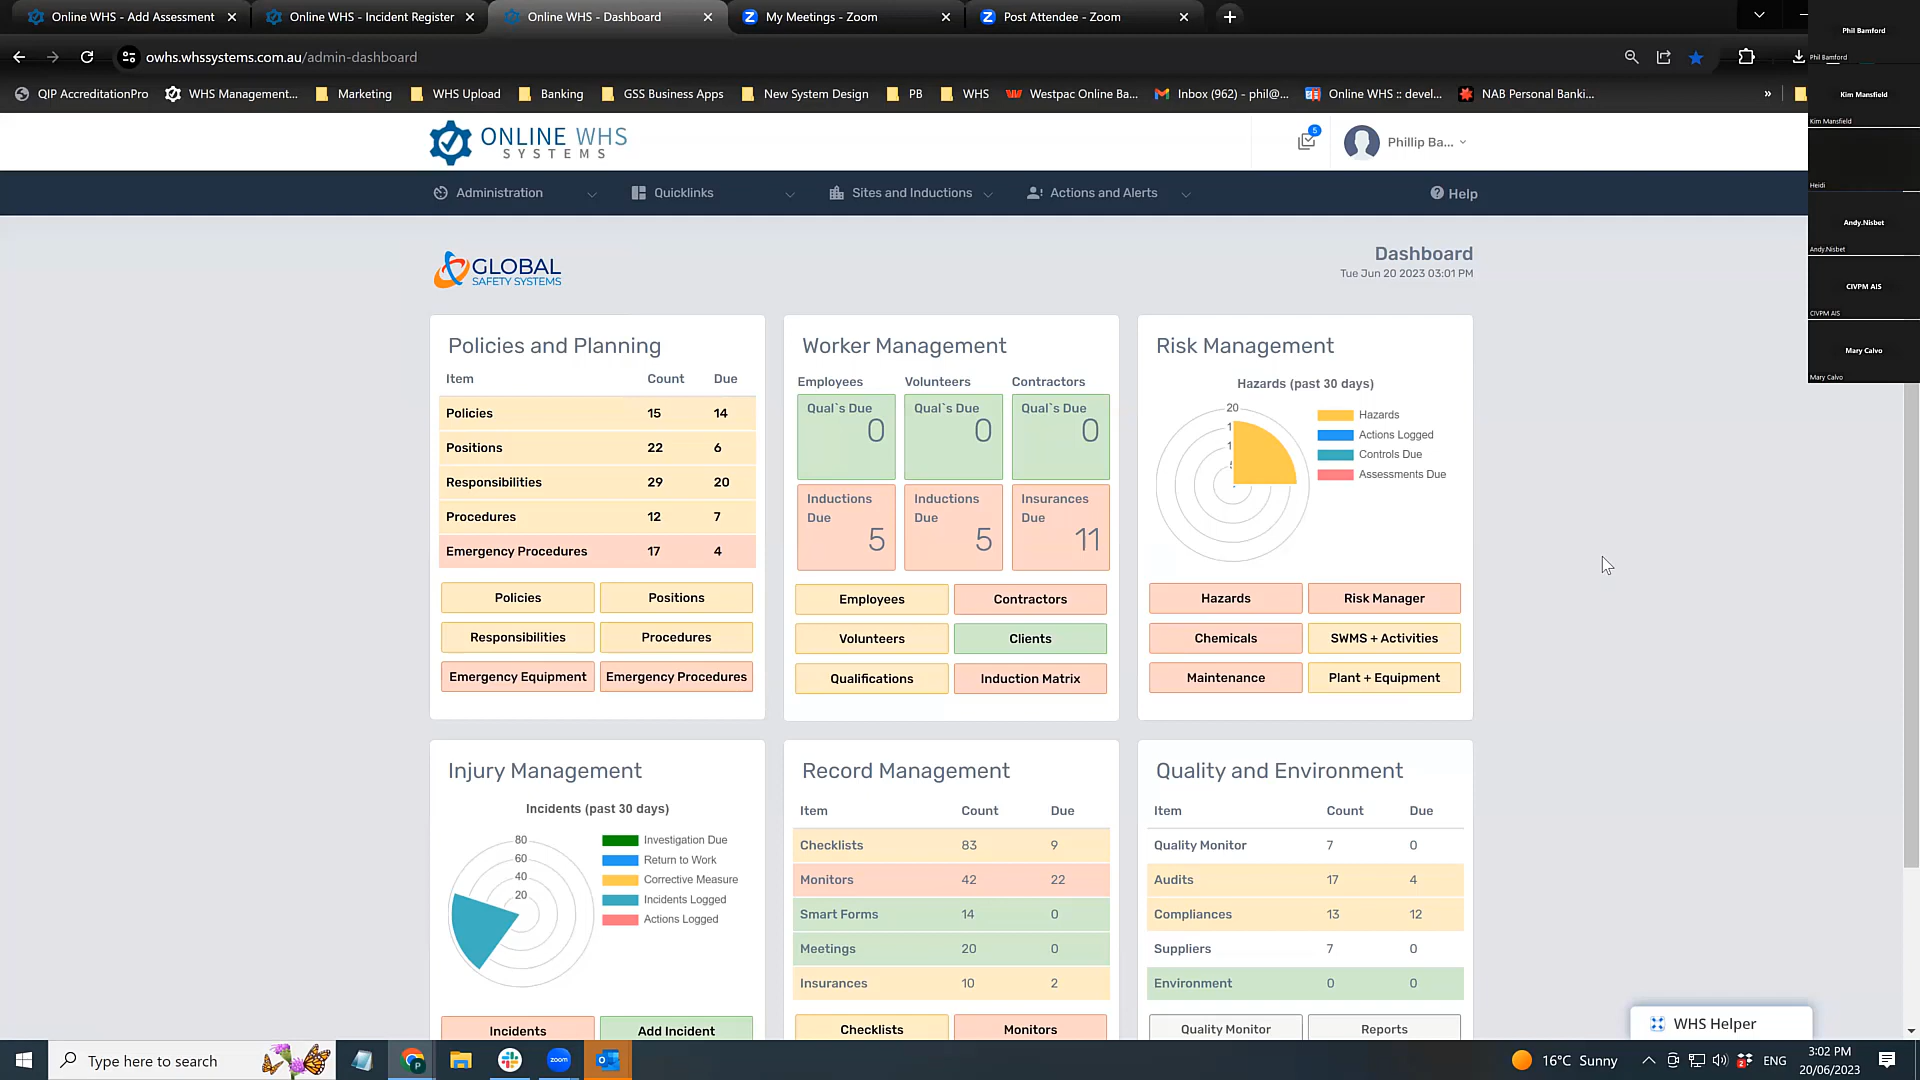 Online WHS - Add Assessment
Online WHS - Incident Register
Online WHS - Dashboard
My Meetings - Zoom
Post Attendee - Zoom
owhs.whssystems.com.au/admin-dashboard
QIP AccreditationPro
WHS Management...
Marketing
WHS Upload
Banking
GSS Business Apps
New System Design
PB
WHS
Westpac Online Ba...
Inbox (962) - phil@...
Online WHS :: devel...
NAB Personal Banki...
»
Phil Bamford
Phil Bamford
Kim Mansfield
Kim Mansfield
Heidi
Andy.Nisbet
Andy.Nisbet
CIVPM AIS
CIVPM AIS
Mary Calvo
Mary Calvo
ONLINE WHS
SYSTEMS
5
Phillip Ba...
Administration
Quicklinks
Sites and Inductions
Actions and Alerts
Help
GLOBAL
SAFETY SYSTEMS
Dashboard
Tue Jun 20 2023 03:01 PM
Policies and Planning
Item Count Due
Policies 15 14
Positions 22 6
Responsibilities 29 20
Procedures 12 7
Emergency Procedures 17 4
Policies Positions
Responsibilities Procedures
Emergency Equipment Emergency Procedures
Worker Management
Employees Volunteers Contractors
Qual`s Due 0
Qual`s Due 0
Qual`s Due 0
Inductions Due 5
Inductions Due 5
Insurances Due 11
Employees Contractors
Volunteers Clients
Qualifications Induction Matrix
Risk Management
Hazards (past 30 days)
20
Hazards
Actions Logged
Controls Due
Assessments Due
Hazards Risk Manager
Chemicals SWMS + Activities
Maintenance Plant + Equipment
Injury Management
Incidents (past 30 days)
80
60
40
20
Investigation Due
Return to Work
Corrective Measure
Incidents Logged
Actions Logged
Incidents Add Incident
Record Management
Item Count Due
Checklists 83 9
Monitors 42 22
Smart Forms 14 0
Meetings 20 0
Insurances 10 2
Checklists Monitors
Quality and Environment
Item Count Due
Quality Monitor 7 0
Audits 17 4
Compliances 13 12
Suppliers 7 0
Environment 0 0
Quality Monitor Reports
WHS Helper
Type here to search
zoom
16°C Sunny
ENG
3:02 PM
20/06/2023